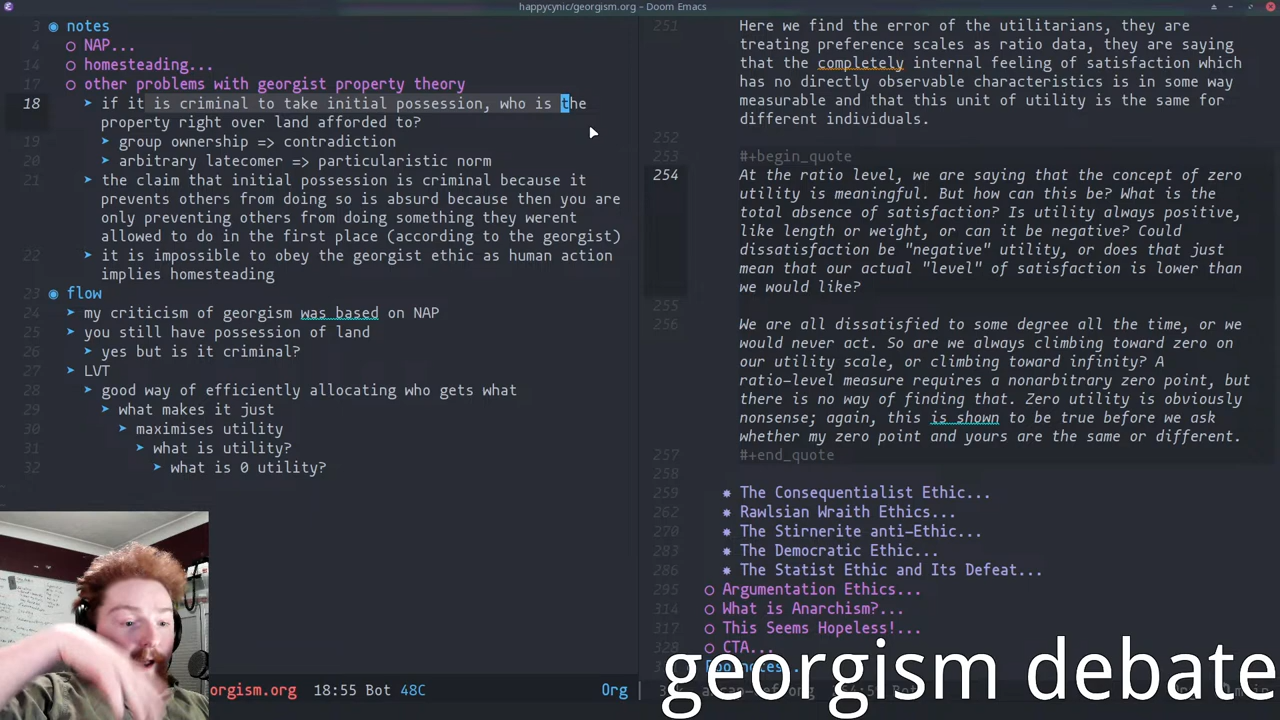 happycynic/georgism.org – Doom Emacs
3 notes
4 NAP...
14 homesteading...
17 other problems with georgist property theory
18 if it is criminal to take initial possession, who is the
property right over land afforded to?
19 group ownership => contradiction
20 arbitrary latecomer => particularistic norm
21 the claim that initial possession is criminal because it
prevents others from doing so is absurd because then you are
only preventing others from doing something they werent
allowed to do in the first place (according to the georgist)
22 it is impossible to obey the georgist ethic as human action
implies homesteading
23 flow
24 my criticism of georgism was based on NAP
25 you still have possession of land
26 yes but is it criminal?
27 LVT
28 good way of efficiently allocating who gets what
29 what makes it just
30 maximises utility
31 what is utility?
32 what is 0 utility?
orgism.org 18:55 Bot 48C Org
251 Here we find the error of the utilitarians, they are
treating preference scales as ratio data, they are saying
that the completely internal feeling of satisfaction which
has no directly observable characteristics is in some way
measurable and that this unit of utility is the same for
different individuals.
252
253 #+begin_quote
254 At the ratio level, we are saying that the concept of zero
utility is meaningful. But how can this be? What is the
total absence of satisfaction? Is utility always positive,
like length or weight, or can it be negative? Could
dissatisfaction be "negative" utility, or does that just
mean that our actual "level" of satisfaction is lower than
we would like?
255
256 We are all dissatisfied to some degree all the time, or we
would never act. So are we always climbing toward zero on
our utility scale, or climbing toward infinity? A
ratio-level measure requires a nonarbitrary zero point, but
there is no way of finding that. Zero utility is obviously
nonsense; again, this is shown to be true before we ask
whether my zero point and yours are the same or different.
257 #+end_quote
258
259 The Consequentialist Ethic...
262 Rawlsian Wraith Ethics...
270 The Stirnerite anti-Ethic...
283 The Democratic Ethic...
286 The Statist Ethic and Its Defeat...
295 Argumentation Ethics...
314 What is Anarchism?...
317 This Seems Hopeless!...
328 CTA...
georgism debate